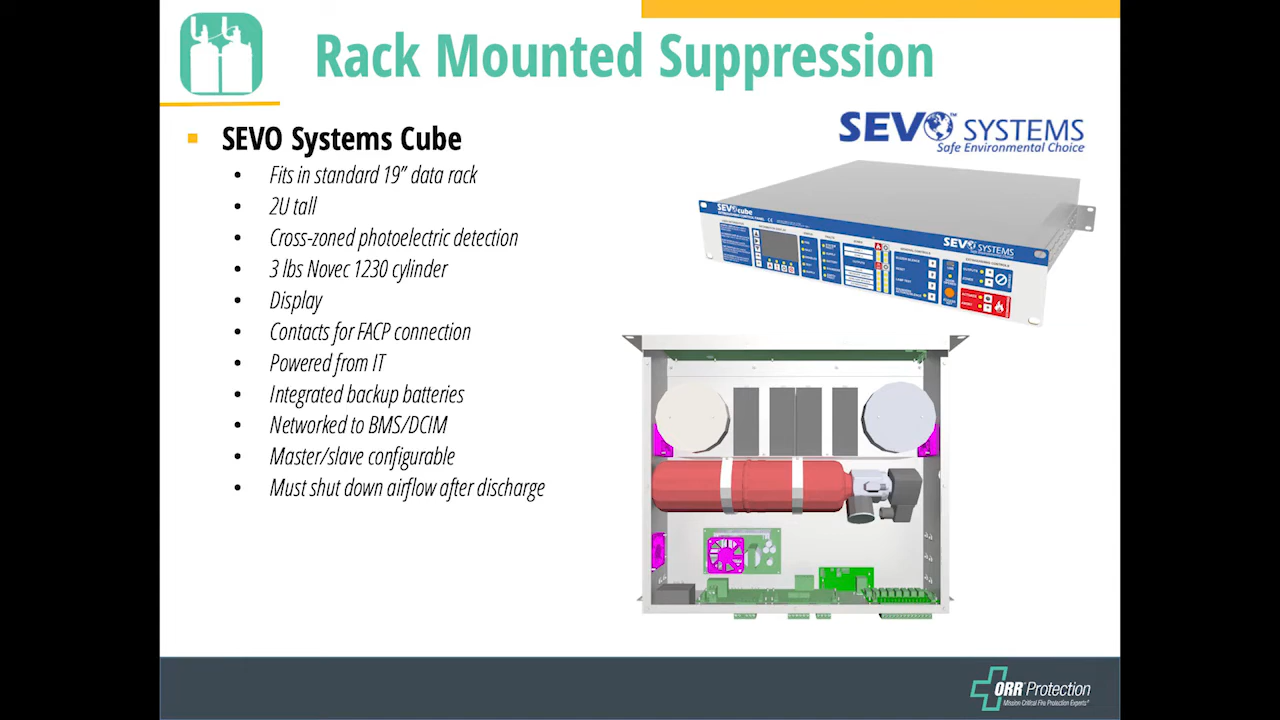 Rack Mounted Suppression
SEVO Systems Cube
Fits in standard 19” data rack
2U tall
Cross-zoned photoelectric detection
3 lbs Novec 1230 cylinder
Display
Contacts for FACP connection
Powered from IT
Integrated backup batteries
Networked to BMS/DCIM
Master/slave configurable
Must shut down airflow after discharge
SEVO SYSTEMS
Safe Environmental Choice
SEVO cube
SEVO SYSTEMS
ORR Protection
Mission Critical Fire Protection Experts